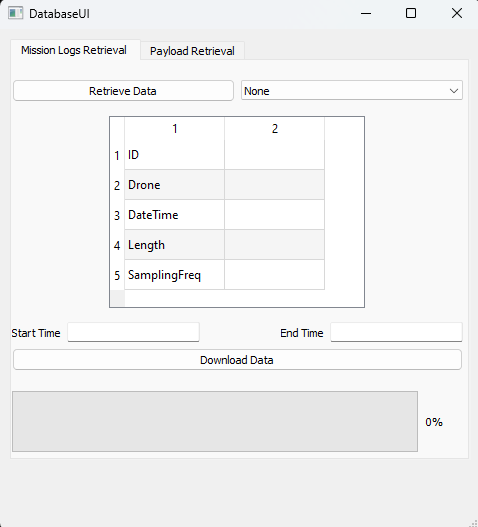 DatabaseUI
Mission Logs Retrieval Payload Retrieval
Retrieve Data None
1 2
1 ID
2 Drone
3 DateTime
4 Length
5 SamplingFreq
Start Time End Time
Download Data
0%